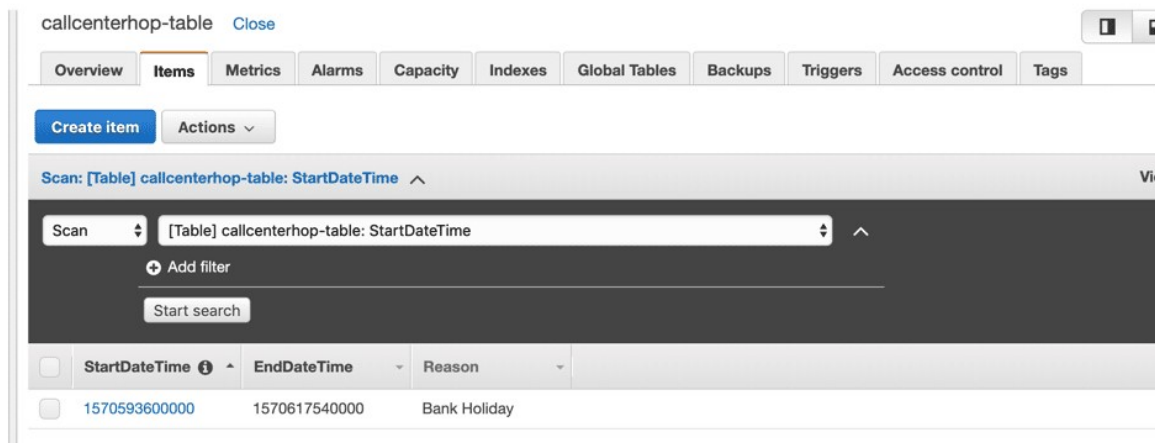 callcenterhop-table Close
Overview Items Metrics Alarms Capacity Indexes Global Tables Backups Triggers Access control Tags
Create item Actions
Scan: [Table] callcenterhop-table: StartDateTime
Scan [Table] callcenterhop-table: StartDateTime
Add filter
Start search
StartDateTime EndDateTime Reason
1570593600000 1570617540000 Bank Holiday